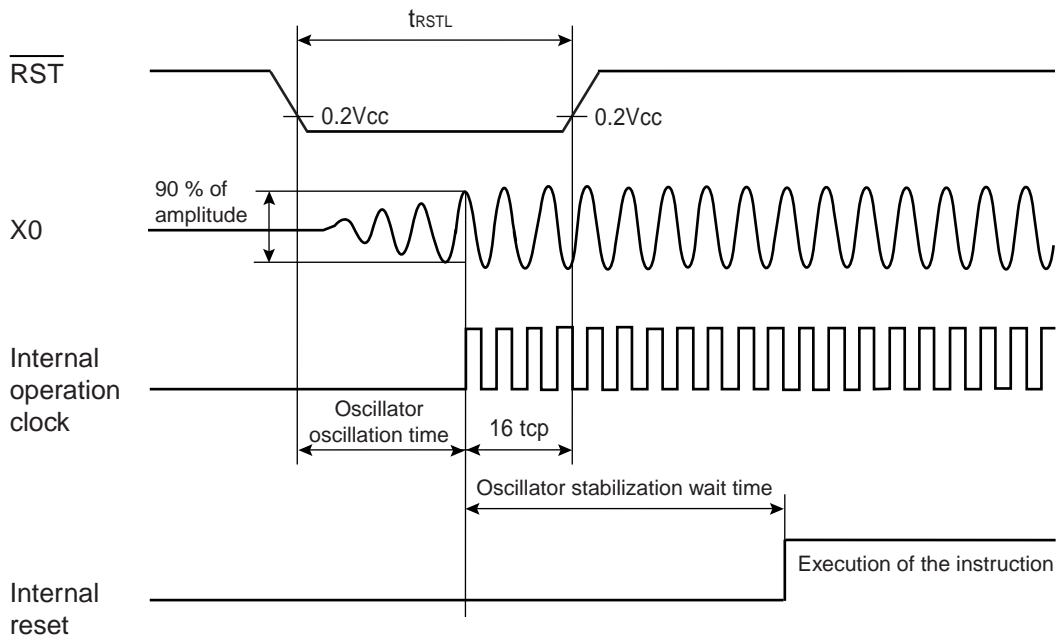 tRSTL
RST
0.2Vcc
0.2Vcc
90 % of
amplitude
X0
Internal
operation
clock
Oscillator
oscillation time
16 tcp
Oscillator stabilization wait time
Execution of the instruction
Internal
reset